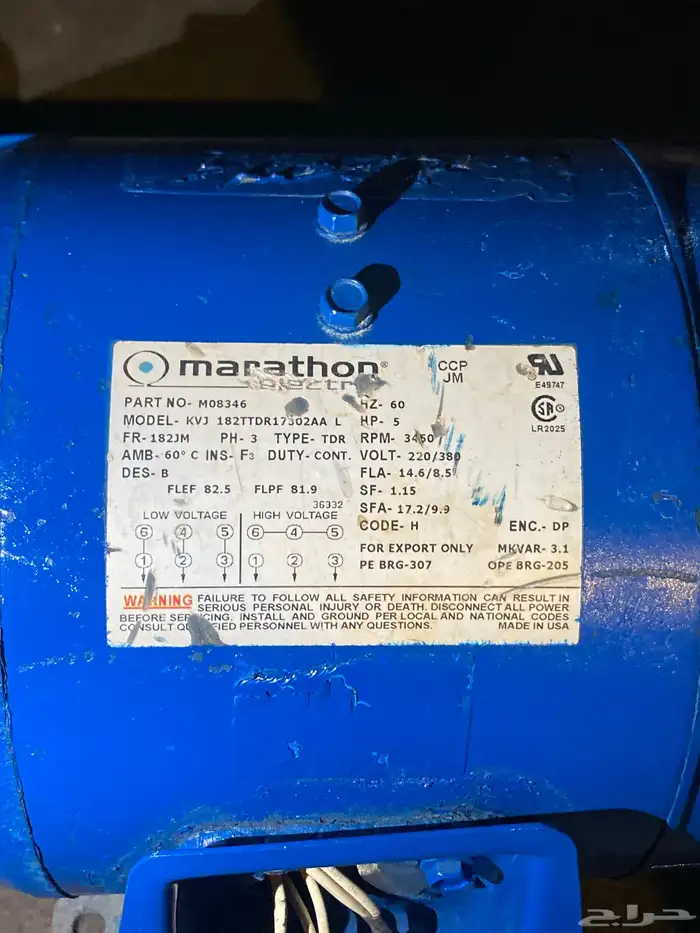 marathon®
electric
CCP
JM
E49747
LR2025
PART NO- M08346
HZ- 60
MODEL- KVJ 182TTDR17302AA L
HP- 5
FR-182JM PH- 3 TYPE- TDR
RPM- 3450
AMB- 60° C INS- F3 DUTY- CONT.
VOLT- 220/380
DES- B
FLA- 14.6/8.5
FLEF 82.5 FLPF 81.9
SF- 1.15
36332
SFA- 17.2/9.9
LOW VOLTAGE HIGH VOLTAGE
CODE- H ENC.- DP
6 4 5 6 4 5
FOR EXPORT ONLY MKVAR- 3.1
1 2 3 1 2 3
PE BRG-307 OPE BRG-205
WARNING FAILURE TO FOLLOW ALL SAFETY INFORMATION CAN RESULT IN
SERIOUS PERSONAL INJURY OR DEATH. DISCONNECT ALL POWER
BEFORE SERVICING. INSTALL AND GROUND PER LOCAL AND NATIONAL CODES
CONSULT QUALIFIED PERSONNEL WITH ANY QUESTIONS. MADE IN USA
حراج